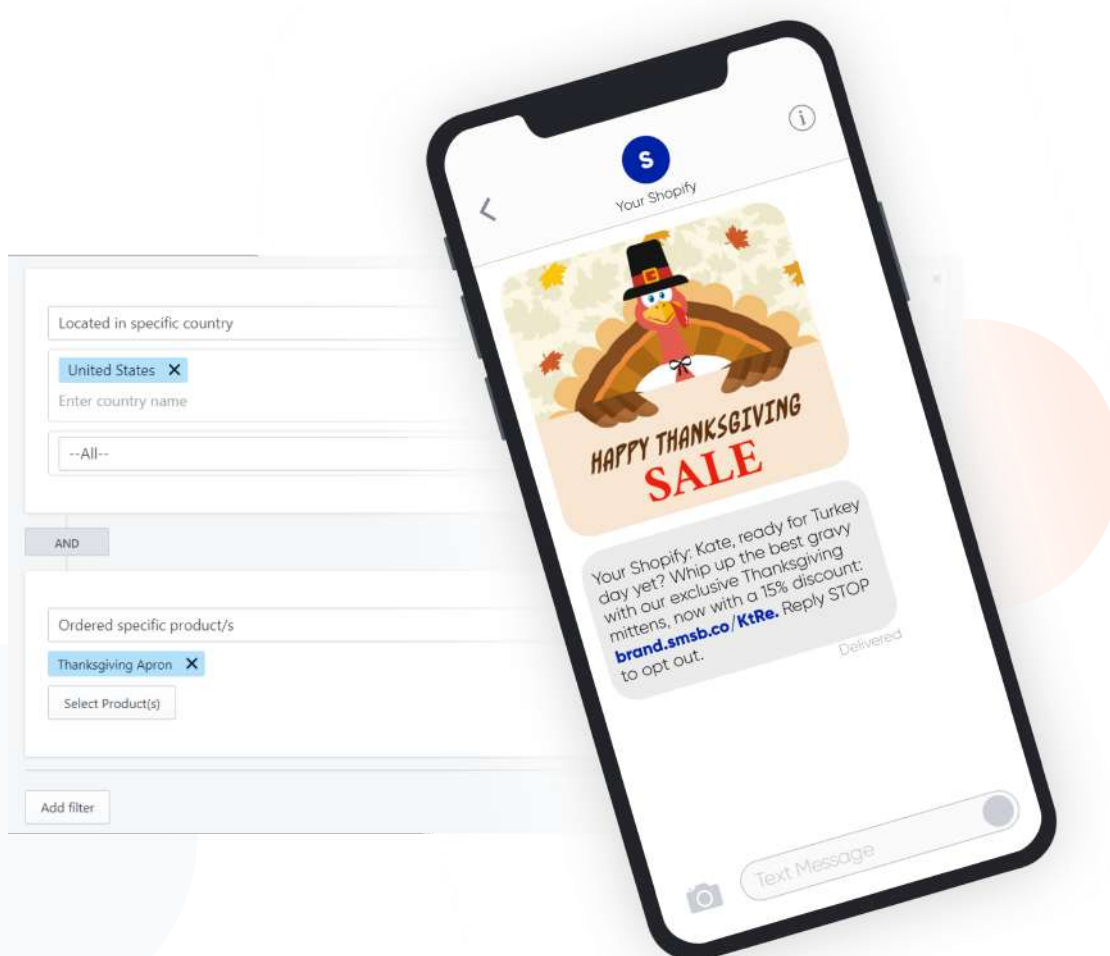 Located in specific country
United States X
Enter country name
--All--
AND
Ordered specific product/s
Thanksgiving Apron X
Select Product(s)
Add filter
S
Your Shopify
HAPPY THANKSGIVING
SALE
Your Shopify: Kate, ready for Turkey
day yet? Whip up the best gravy
with our exclusive Thanksgiving
mittens, now with a 15% discount:
brand.smsb.co/KtRe. Reply STOP
to opt out.
Delivered
Text Message